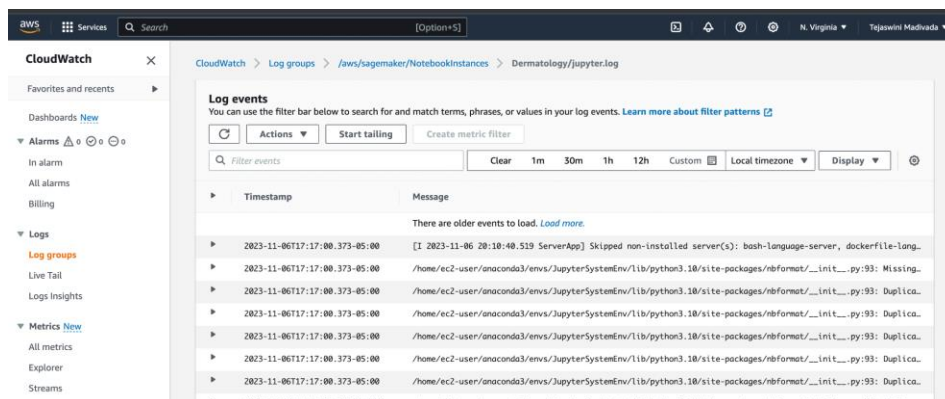 aws Services Search [Option+S] N. Virginia ▼ Tejaswini Madivada
CloudWatch ×
Favorites and recents
Dashboards New
Alarms 0 0 0
In alarm
All alarms
Billing
Logs
Log groups
Live Tail
Logs Insights
Metrics New
All metrics
Explorer
Streams
CloudWatch > Log groups > /aws/sagemaker/NotebookInstances > Dermatology/jupyter.log
Log events
You can use the filter bar below to search for and match terms, phrases, or values in your log events. Learn more about filter patterns
Actions ▼ Start tailing Create metric filter
Filter events Clear 1m 30m 1h 12h Custom Local timezone ▼ Display ▼
Timestamp Message
There are older events to load. Load more.
2023-11-06T17:17:00.373-05:00 [I 2023-11-06 20:10:40.519 ServerApp] Skipped non-installed server(s): bash-language-server, dockerfile-lang…
2023-11-06T17:17:00.373-05:00 /home/ec2-user/anaconda3/envs/JupyterSystemEnv/lib/python3.10/site-packages/nbformat/__init__.py:93: Missing…
2023-11-06T17:17:00.373-05:00 /home/ec2-user/anaconda3/envs/JupyterSystemEnv/lib/python3.10/site-packages/nbformat/__init__.py:93: Duplica…
2023-11-06T17:17:00.373-05:00 /home/ec2-user/anaconda3/envs/JupyterSystemEnv/lib/python3.10/site-packages/nbformat/__init__.py:93: Duplica…
2023-11-06T17:17:00.373-05:00 /home/ec2-user/anaconda3/envs/JupyterSystemEnv/lib/python3.10/site-packages/nbformat/__init__.py:93: Duplica…
2023-11-06T17:17:00.373-05:00 /home/ec2-user/anaconda3/envs/JupyterSystemEnv/lib/python3.10/site-packages/nbformat/__init__.py:93: Duplica…
2023-11-06T17:17:00.373-05:00 /home/ec2-user/anaconda3/envs/JupyterSystemEnv/lib/python3.10/site-packages/nbformat/__init__.py:93: Duplica…